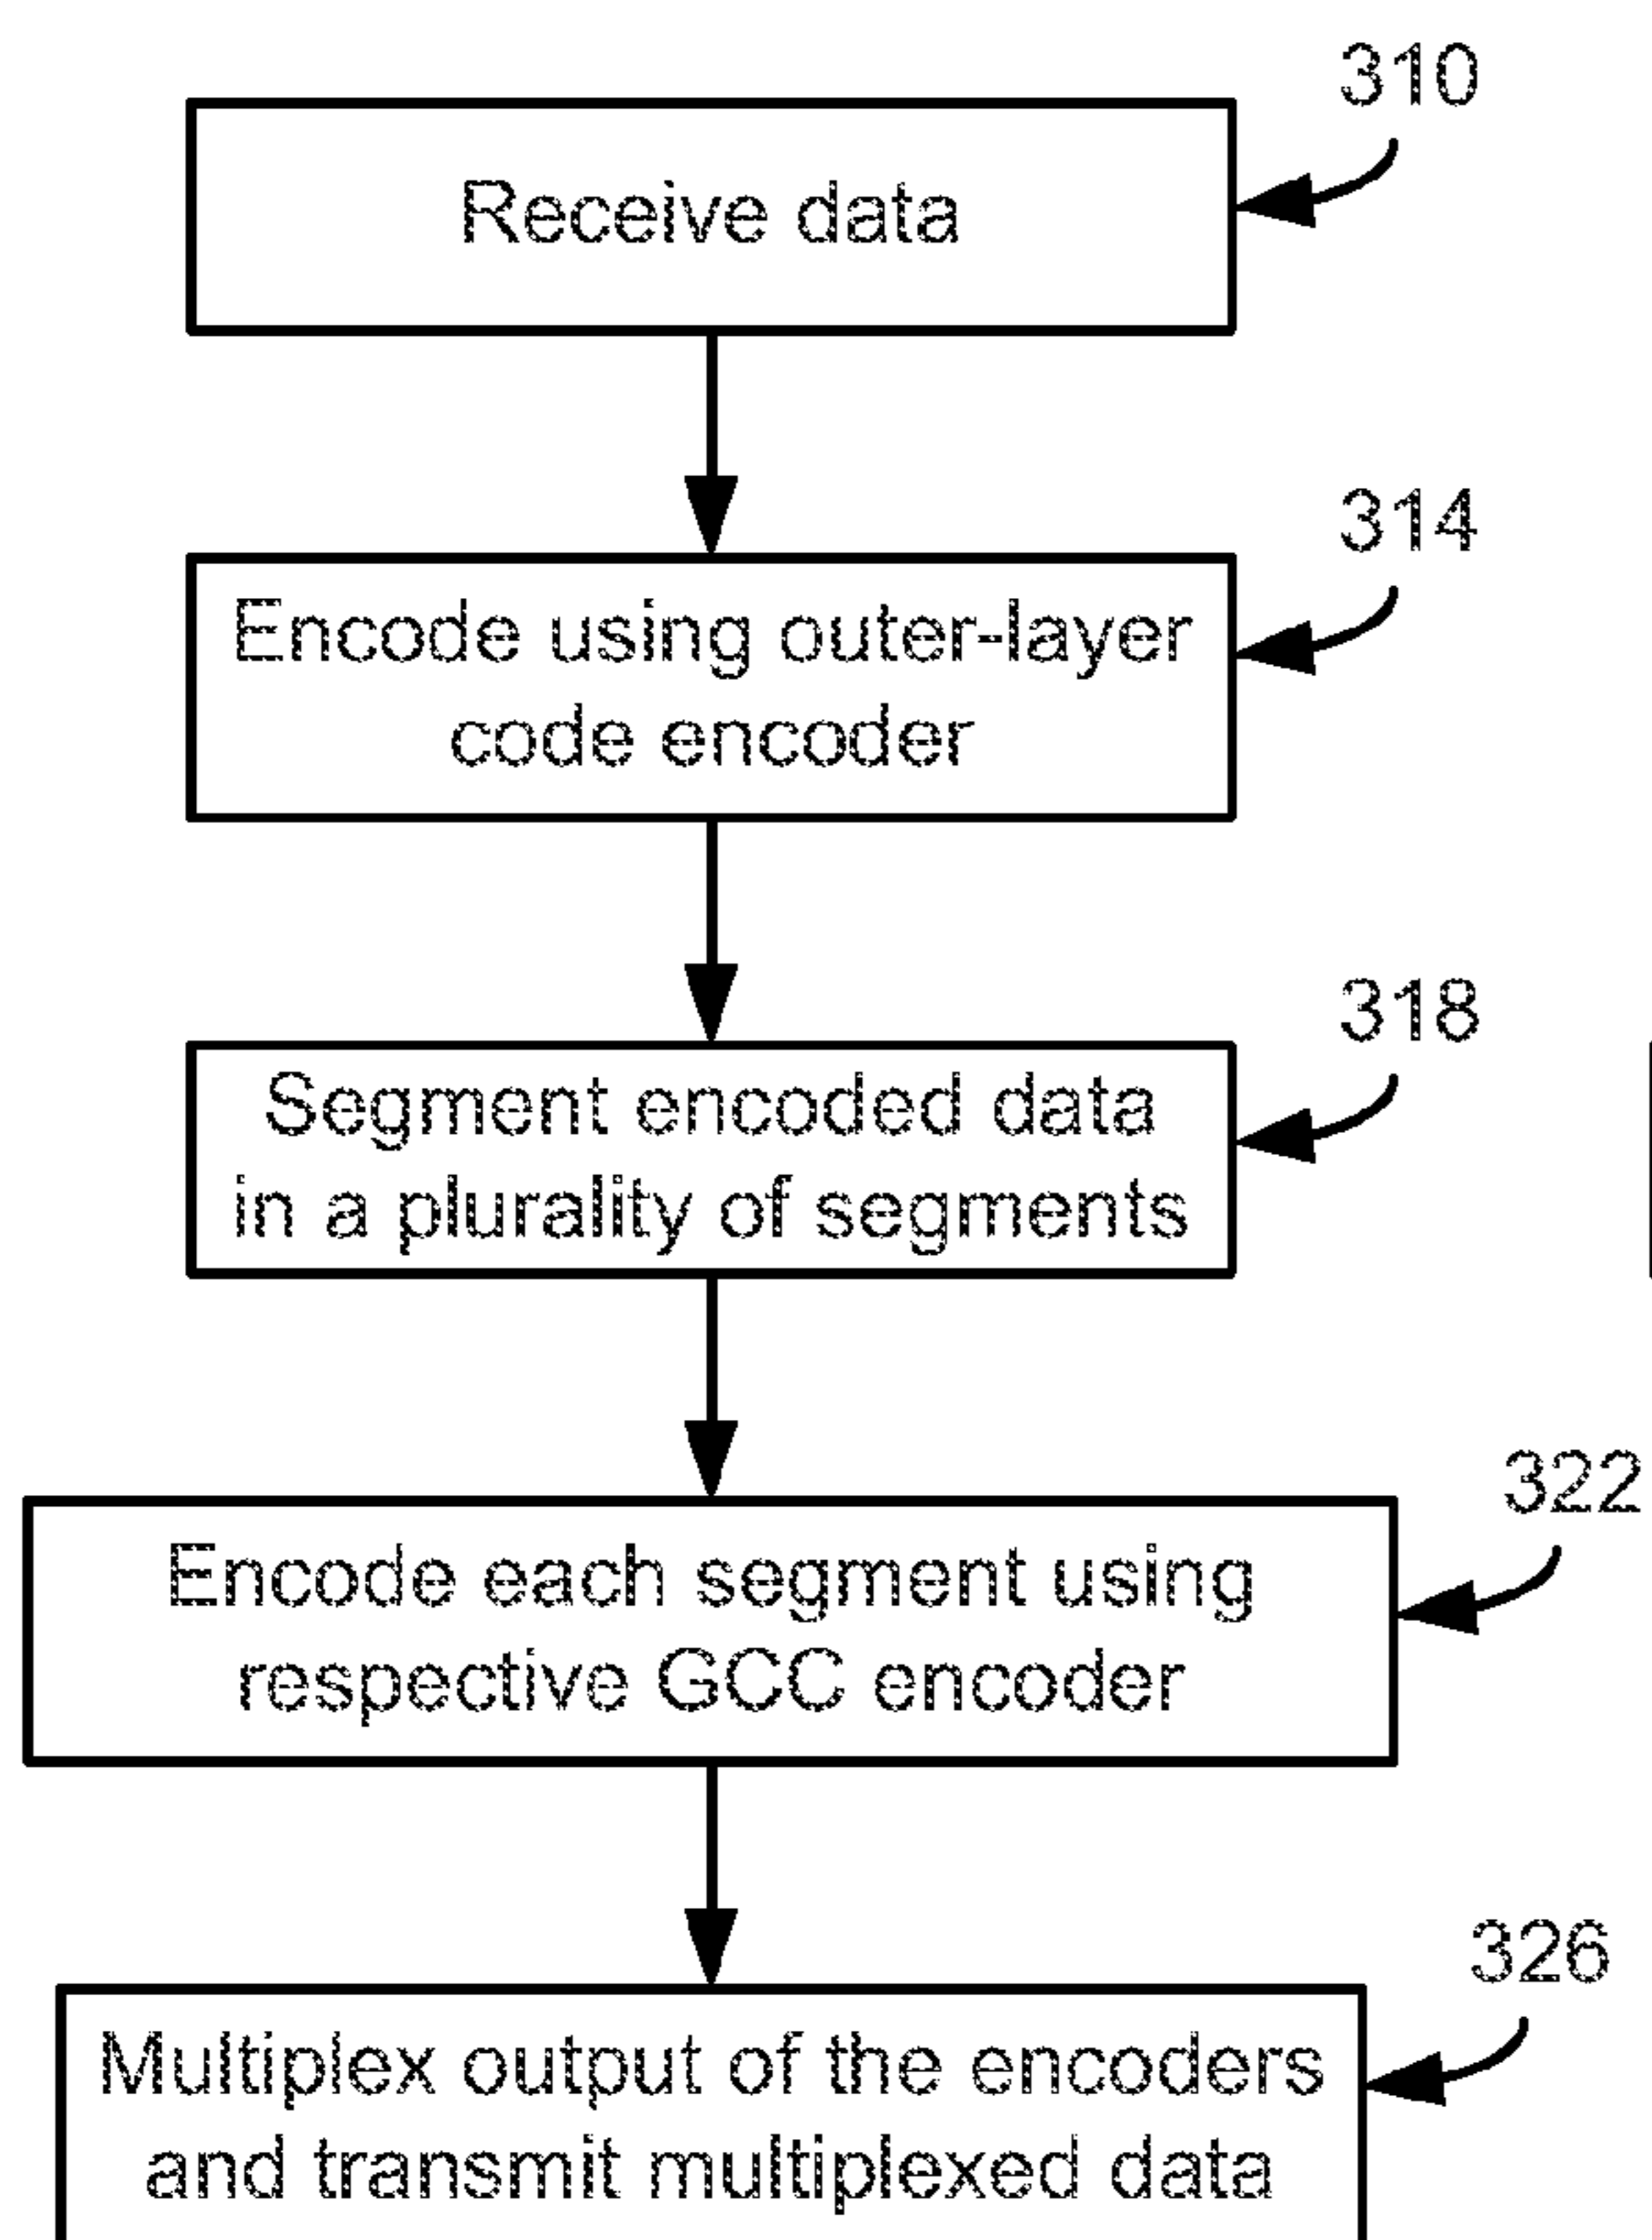 310
Receive data
314
Encode using outer-layer
code encoder
318
Segment encoded data
in a plurality of segments
322
Encode each segment using
respective GCC encoder
326
Multiplex output of the encoders
and transmit multiplexed data